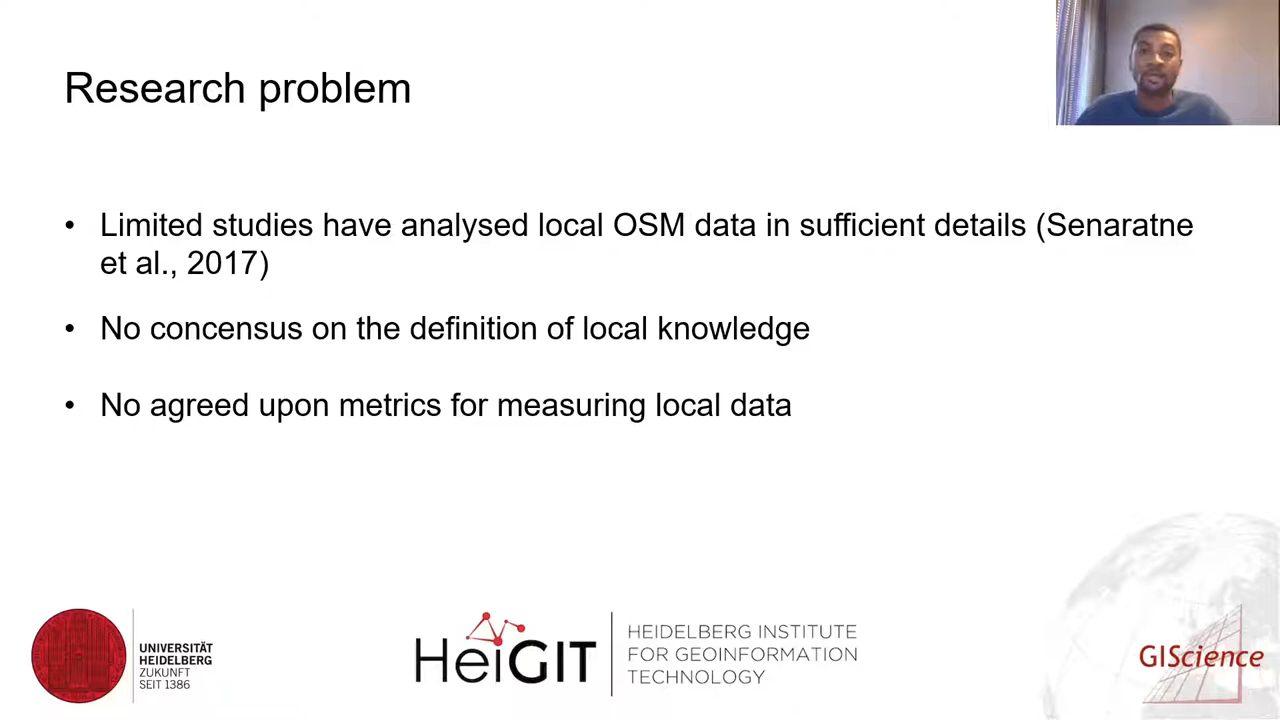 Research problem
• Limited studies have analysed local OSM data in sufficient details (Senaratne
et al., 2017)
• No concensus on the definition of local knowledge
• No agreed upon metrics for measuring local data
UNIVERSITÄT
HEIDELBERG
ZUKUNFT
SEIT 1386
HeiGIT
HEIDELBERG INSTITUTE
FOR GEOINFORMATION
TECHNOLOGY
GIScience